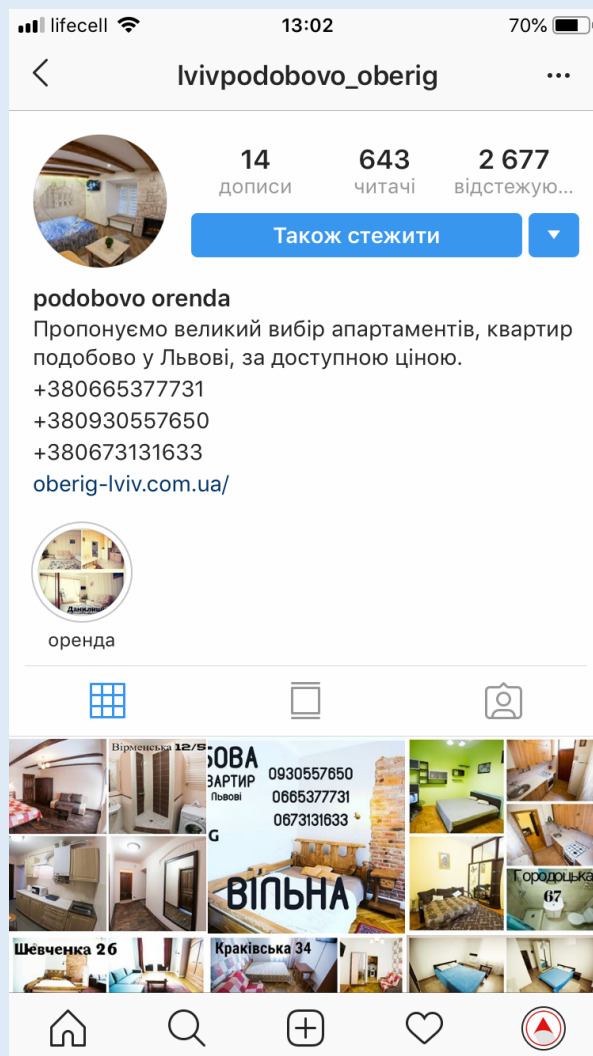 lifecell
13:02
70%
lvivpodobovo_oberig
14
643
2 677
дописи
читачі
відстежую...
Також стежити
podobovo orenda
Пропонуємо великий вибір апартаментів, квартир
подобово у Львові, за доступною ціною.
+380665377731
+380930557650
+380673131633
oberig-lviv.com.ua/
оренда
Вірменська 12/5
БОВА
ВАРТИР
Львові
G
0930557650
0665377731
0673131633
ВІЛЬНА
Городоцька
67
Шевченка 26
Краківська 34